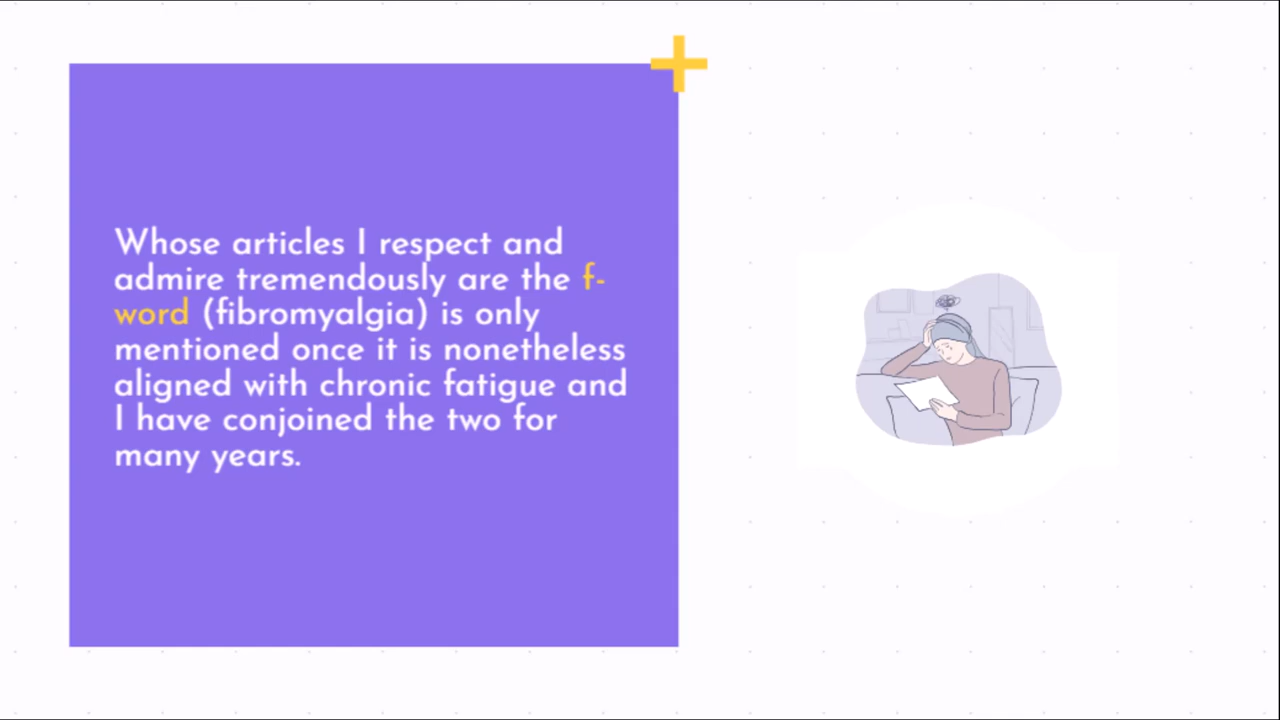 Whose articles I respect and
admire tremendously are the f-
word (fibromyalgia) is only
mentioned once it is nonetheless
aligned with chronic fatigue and
I have conjoined the two for
many years.